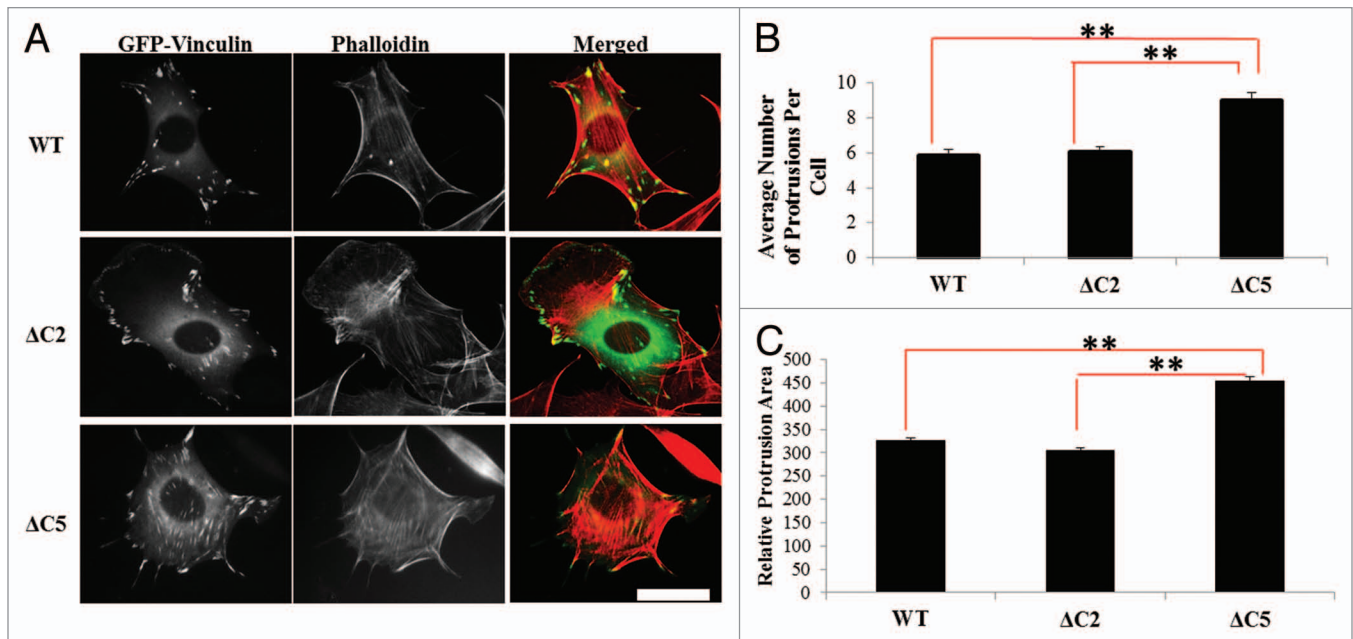 A
GFP-Vinculin Phalloidin Merged
WT
ΔC2
ΔC5
B
**
**
Average Number
of Protrusions Per
Cell
10
8
6
4
2
0
WT ΔC2 ΔC5
C
**
**
Relative Protrusion Area
500
450
400
350
300
250
200
150
100
50
0
WT ΔC2 ΔC5